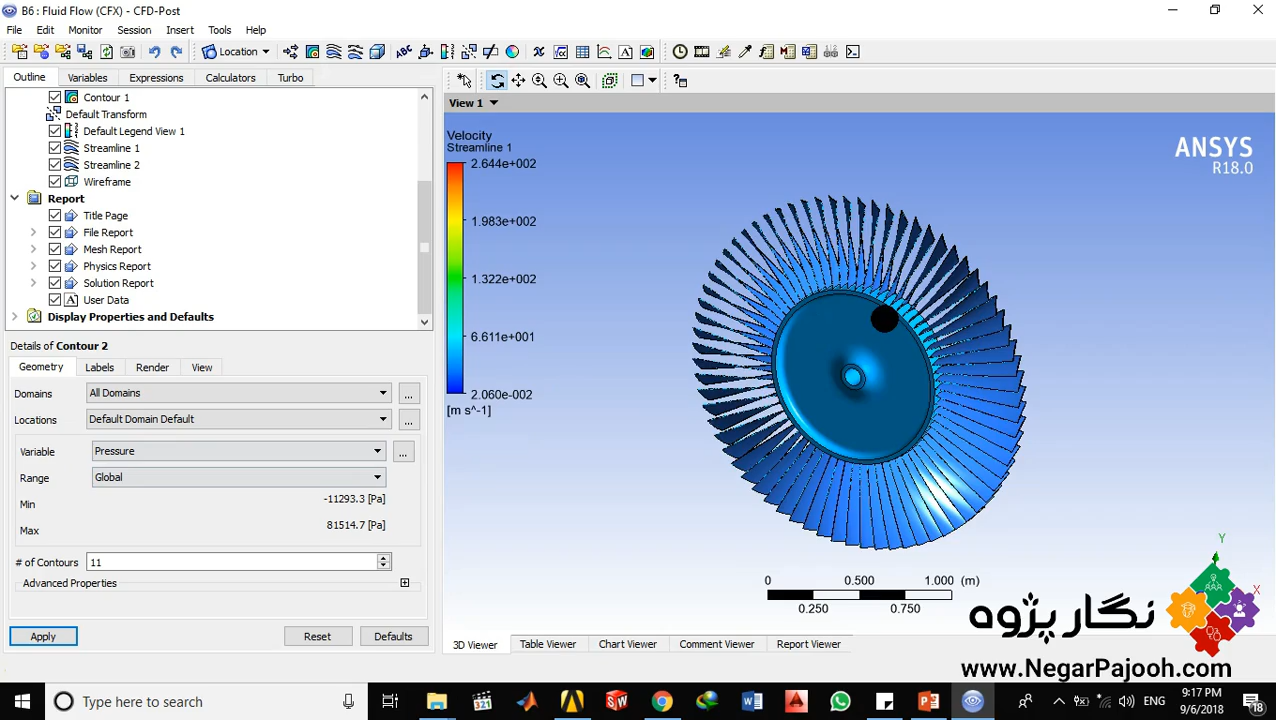 B6 : Fluid Flow (CFX) - CFD-Post
File Edit Monitor Session Insert Tools Help
Location
Outline Variables Expressions Calculators Turbo
Contour 1
Default Transform
Default Legend View 1
Streamline 1
Streamline 2
Wireframe
Report
Title Page
File Report
Mesh Report
Physics Report
Solution Report
User Data
Display Properties and Defaults
Details of Contour 2
Geometry Labels Render View
Domains All Domains ...
Locations Default Domain Default ...
Variable Pressure ...
Range Global
Min -11293.3 [Pa]
Max 81514.7 [Pa]
# of Contours 11
Advanced Properties
Apply Reset Defaults
View 1
Velocity
Streamline 1
2.644e+002
1.983e+002
1.322e+002
6.611e+001
2.060e-002
[m s^-1]
ANSYS
R18.0
Y
X
0 0.500 1.000 (m)
0.250 0.750
نگار پژوه
www.NegarPajooh.com
3D Viewer Table Viewer Chart Viewer Comment Viewer Report Viewer
Type here to search
ENG
9:17 PM
9/6/2018
18